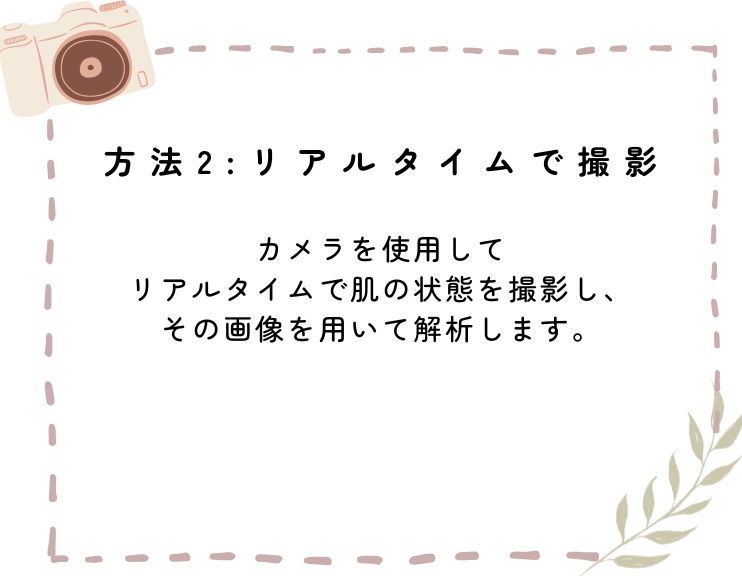 方法2:リアルタイムで撮影
カメラを使用して
リアルタイムで肌の状態を撮影し、
その画像を用いて解析します。